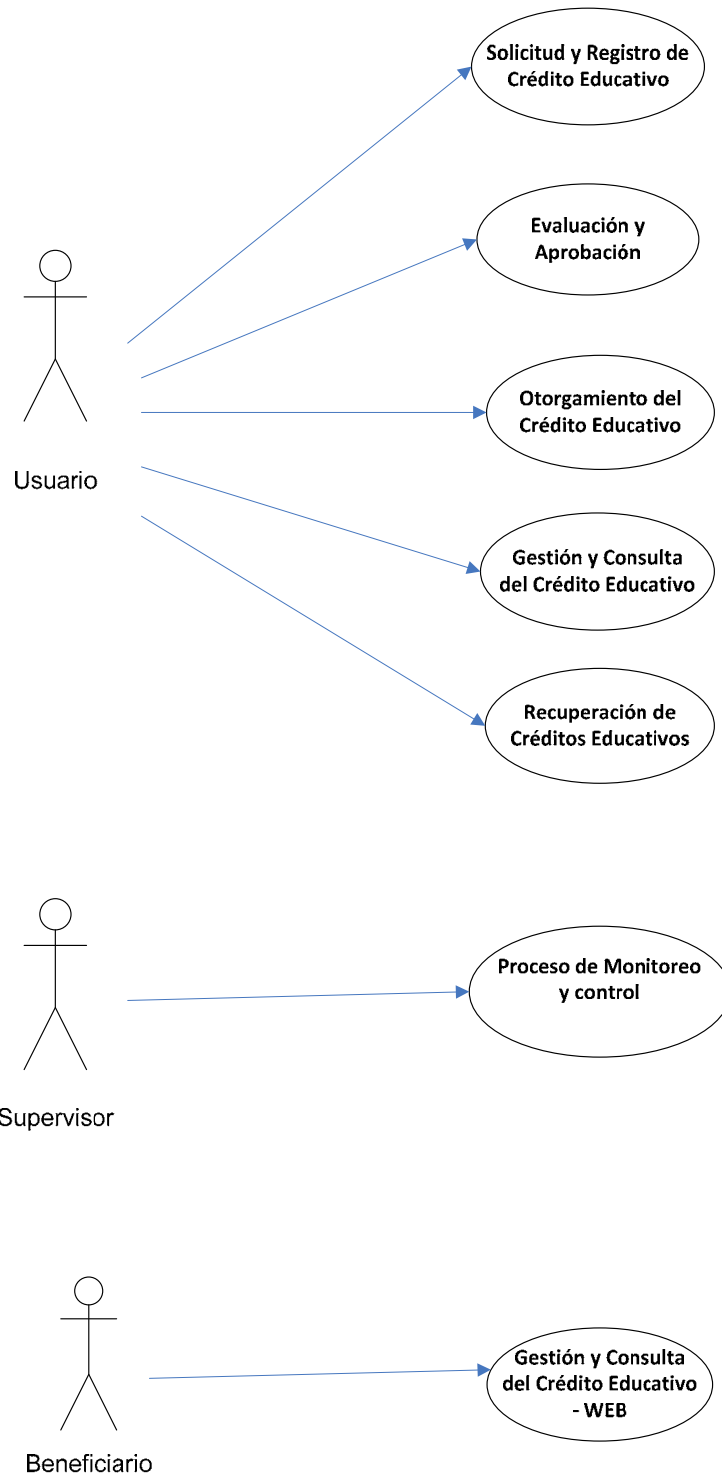 Solicitud y Registro de
Crédito Educativo
Evaluación y
Aprobación
Otorgamiento del
Crédito Educativo
Usuario
Gestión y Consulta
del Crédito Educativo
Recuperación de
Créditos Educativos
Proceso de Monitoreo
y control
Supervisor
Gestión y Consulta
del Crédito Educativo
- WEB
Beneficiario